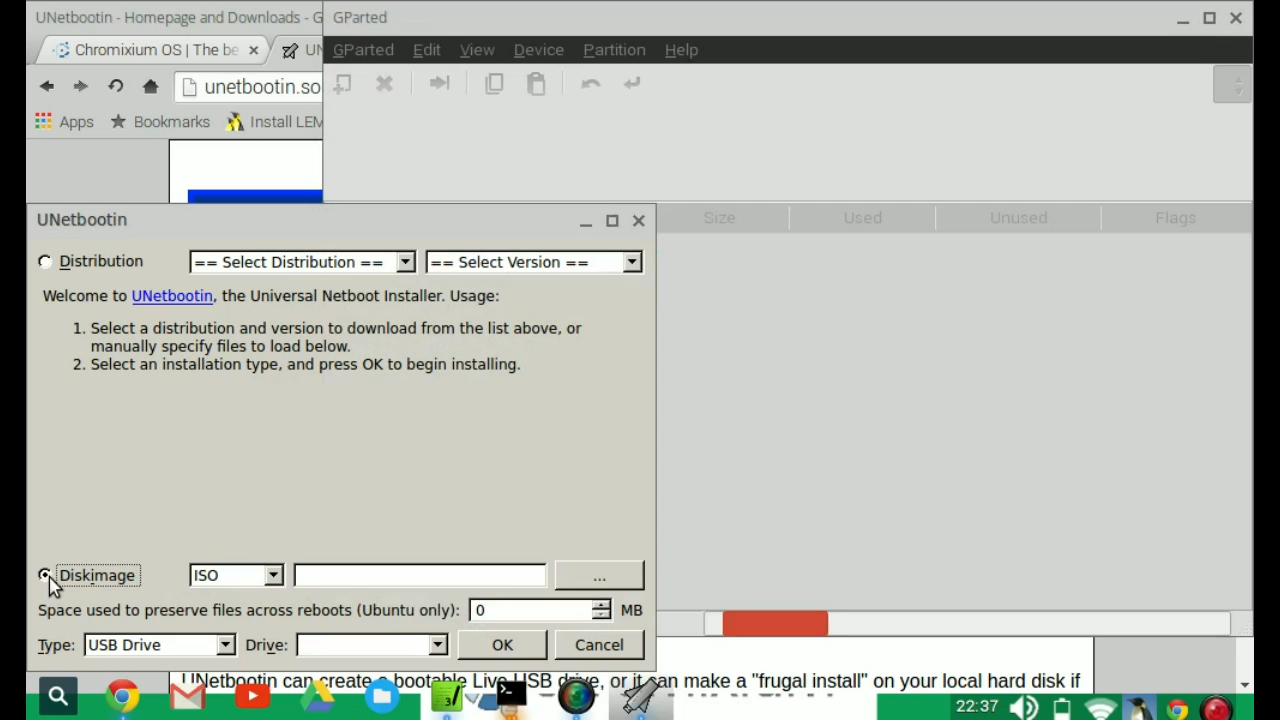 UNetbootin - Homepage and Downloads - G
GParted
Chromixium OS | The be
UN
GParted Edit View Device Partition Help
unetbootin.so
Apps Bookmarks Install LEM
UNetbootin
Size Used Unused Flags
Distribution == Select Distribution == == Select Version ==
Welcome to UNetbootin, the Universal Netboot Installer. Usage:
1. Select a distribution and version to download from the list above, or
manually specify files to load below.
2. Select an installation type, and press OK to begin installing.
Diskimage ISO ...
Space used to preserve files across reboots (Ubuntu only): 0 MB
Type: USB Drive Drive: OK Cancel
UNetbootin can create a bootable Live USB drive, or it can make a "frugal install" on your local hard disk if
22:37